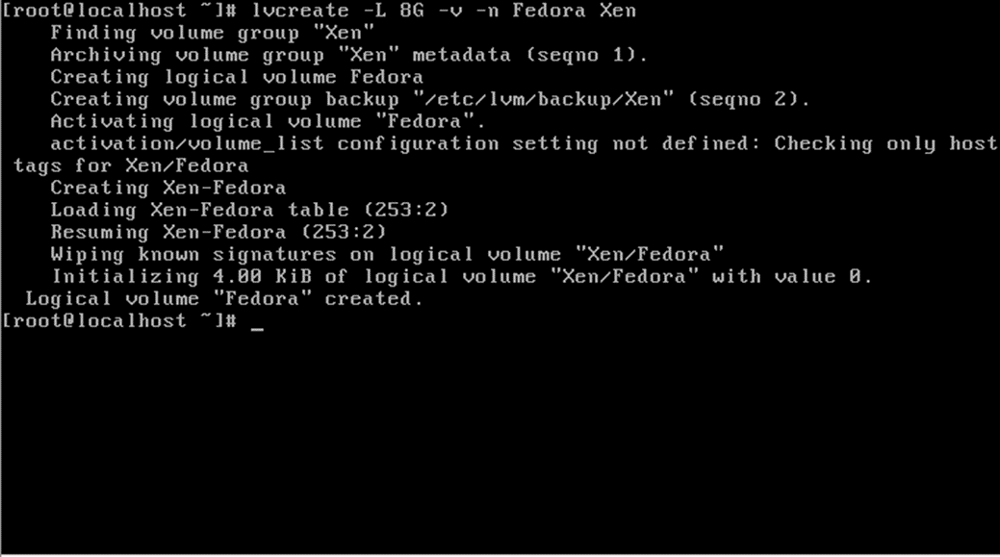 [root@localhost ~]# lvcreate -L 8G -v -n Fedora Xen
Finding volume group "Xen"
Archiving volume group "Xen" metadata (seqno 1).
Creating logical volume Fedora
Creating volume group backup "/etc/lvm/backup/Xen" (seqno 2).
Activating logical volume "Fedora".
activation/volume_list configuration setting not defined: Checking only host
tags for Xen/Fedora
Creating Xen-Fedora
Loading Xen-Fedora table (253:2)
Resuming Xen-Fedora (253:2)
Wiping known signatures on logical volume "Xen/Fedora"
Initializing 4.00 KiB of logical volume "Xen/Fedora" with value 0.
Logical volume "Fedora" created.
[root@localhost ~]# _